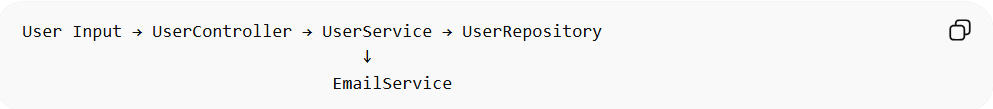 User Input → UserController → UserService → UserRepository
↓
EmailService